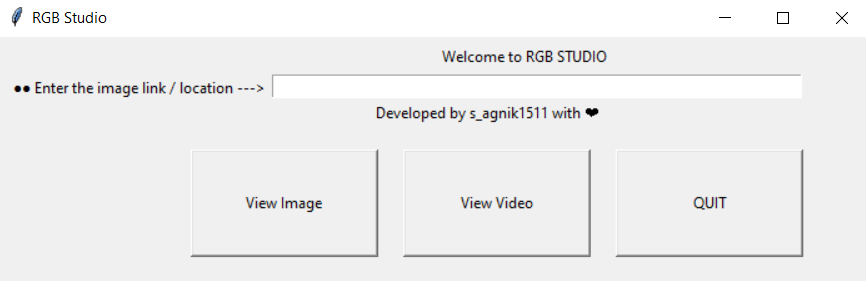 RGB Studio
Welcome to RGB STUDIO
●● Enter the image link / location --->
Developed by s_agnik1511 with ❤
View Image
View Video
QUIT